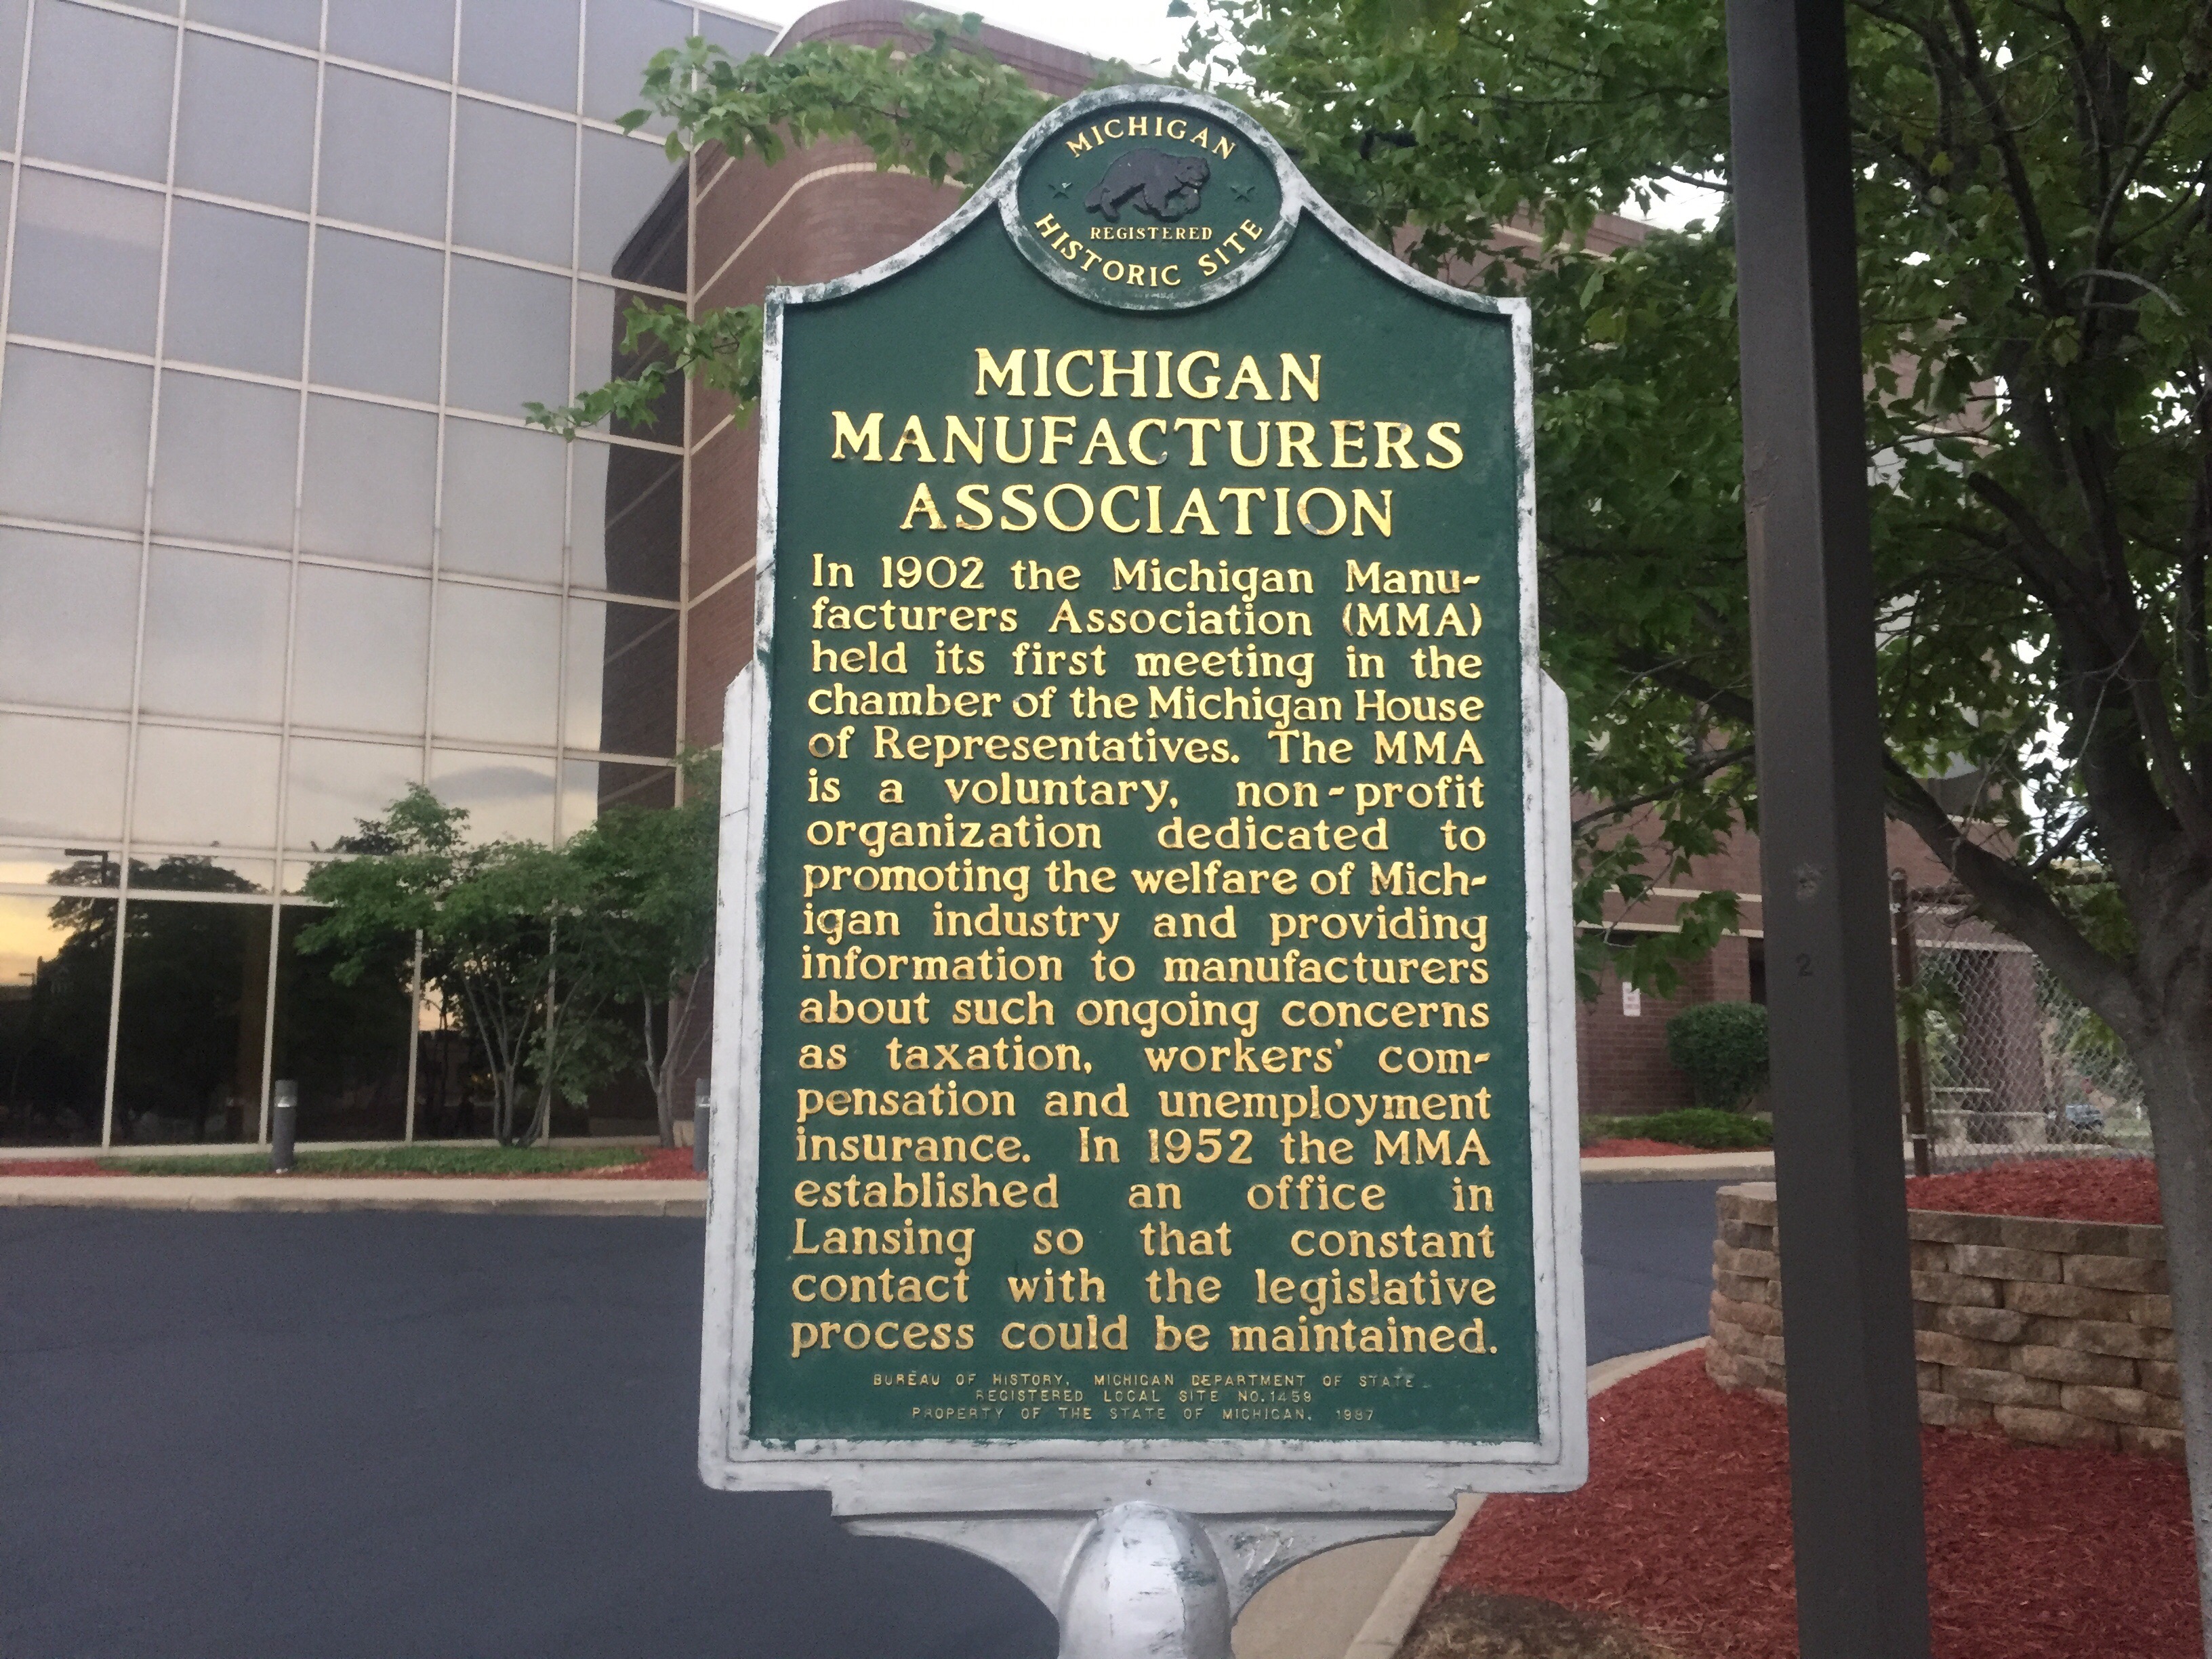 MICHIGAN
REGISTERED
HISTORIC SITE
MICHIGAN
MANUFACTURERS
ASSOCIATION
In 1902 the Michigan Manu-
facturers Association (MMA)
held its first meeting in the
chamber of the Michigan House
of Representatives. The MMA
is a voluntary, non-profit
organization dedicated to
promoting the welfare of Mich-
igan industry and providing
information to manufacturers
about such ongoing concerns
as taxation, workers' com-
pensation and unemployment
insurance. In 1952 the MMA
established an office in
Lansing so that constant
contact with the legislative
process could be maintained.
BUREAU OF HISTORY, MICHIGAN DEPARTMENT OF STATE
REGISTERED LOCAL SITE NO.1459
PROPERTY OF THE STATE OF MICHIGAN, 1987
2